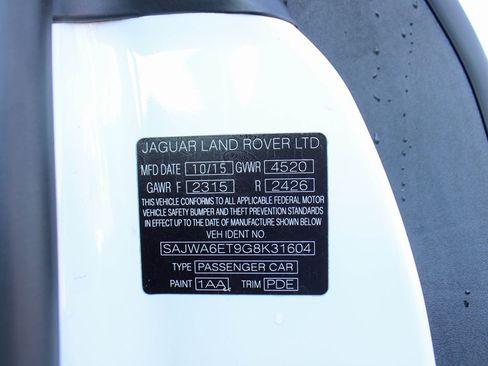 JAGUAR LAND ROVER LTD
MFD DATE 10/15 GVWR 4520
GAWR F 2315 R 2426
THIS VEHICLE CONFORMS TO ALL APPLICABLE FEDERAL MOTOR
VEHICLE SAFETY BUMPER AND THEFT PREVENTION STANDARDS
IN EFFECT UP TO THE DATE OF MANUFACTURE SHOWN ABOVE
VEH IDENT NO.
SAJWA6ET9G8K31604
TYPE PASSENGER CAR
PAINT 1AA TRIM PDE